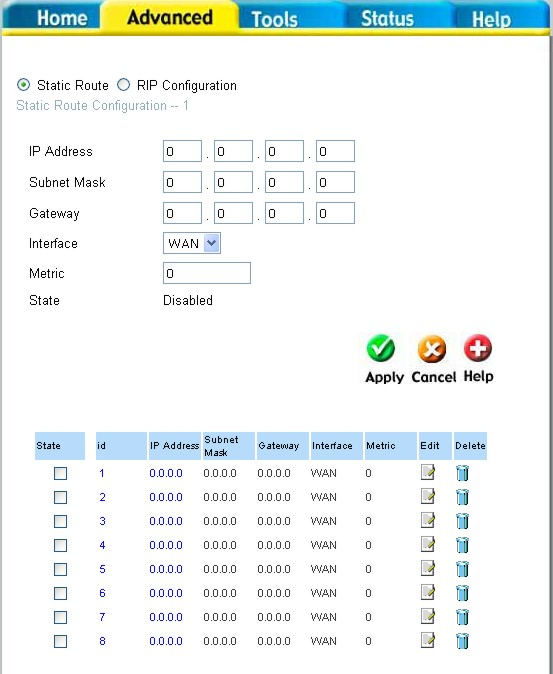 Home Advanced Tools Status Help
Static Route RIP Configuration
Static Route Configuration -- 1
IP Address 0 . 0 . 0 . 0
Subnet Mask 0 . 0 . 0 . 0
Gateway 0 . 0 . 0 . 0
Interface WAN
Metric 0
State Disabled
Apply Cancel Help
State id IP Address Subnet Mask Gateway Interface Metric Edit Delete
1 0.0.0.0 0.0.0.0 0.0.0.0 WAN 0
2 0.0.0.0 0.0.0.0 0.0.0.0 WAN 0
3 0.0.0.0 0.0.0.0 0.0.0.0 WAN 0
4 0.0.0.0 0.0.0.0 0.0.0.0 WAN 0
5 0.0.0.0 0.0.0.0 0.0.0.0 WAN 0
6 0.0.0.0 0.0.0.0 0.0.0.0 WAN 0
7 0.0.0.0 0.0.0.0 0.0.0.0 WAN 0
8 0.0.0.0 0.0.0.0 0.0.0.0 WAN 0